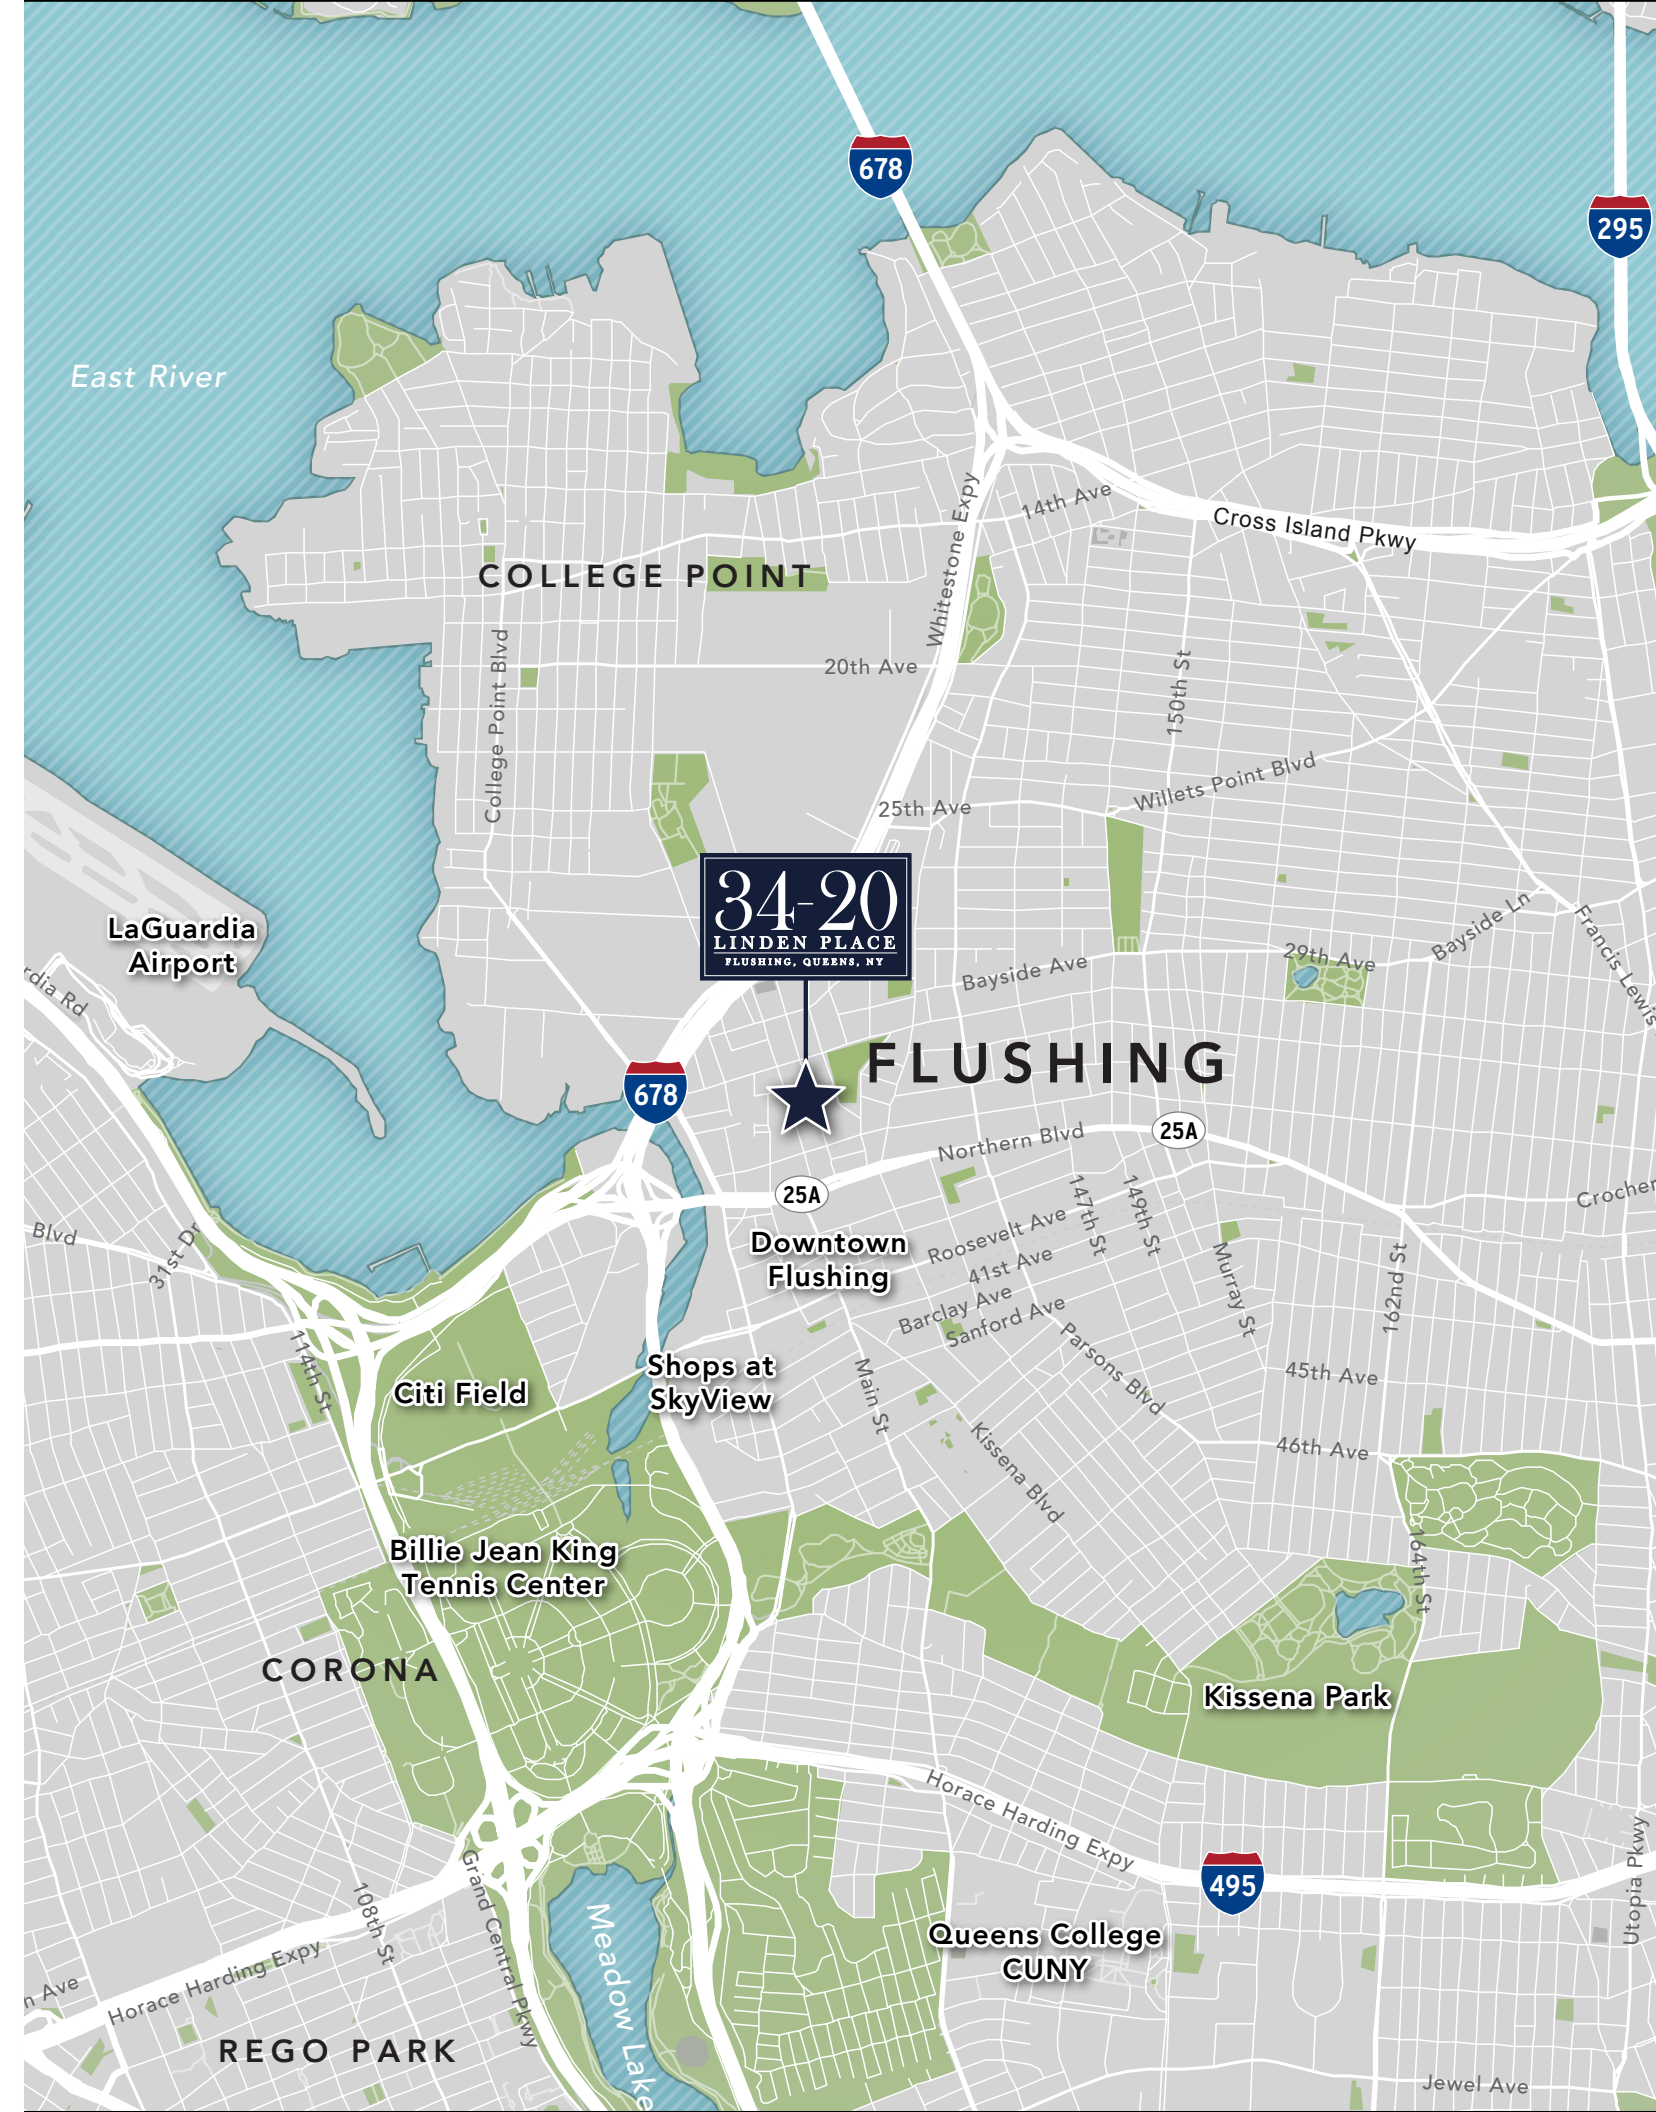 678
295
East River
14th Ave
Cross Island Pkwy
Whitestone Expy
COLLEGE POINT
College Point Blvd
20th Ave
150th St
Willets Point Blvd
25th Ave
34-20
LINDEN PLACE
FLUSHING, QUEENS, NY
LaGuardia
Airport
rdia Rd
Bayside Ave
29th Ave
Bayside Ln
Francis Lewis
FLUSHING
678
Northern Blvd
25A
25A
Crocher
Blvd
31st Dr
Downtown
Flushing
Roosevelt Ave
41st Ave
Barclay Ave
Sanford Ave
147th St
149th St
Murray St
162nd St
114th St
Citi Field
Shops at
SkyView
Main St
Parsons Blvd
45th Ave
Kissena Blvd
46th Ave
Billie Jean King
Tennis Center
164th St
CORONA
Kissena Park
Horace Harding Expy
495
Utopia Pkwy
Grand Central Pkwy
108th St
Horace Harding Expy
n Ave
Meadow Lake
Queens College
CUNY
REGO PARK
Jewel Ave